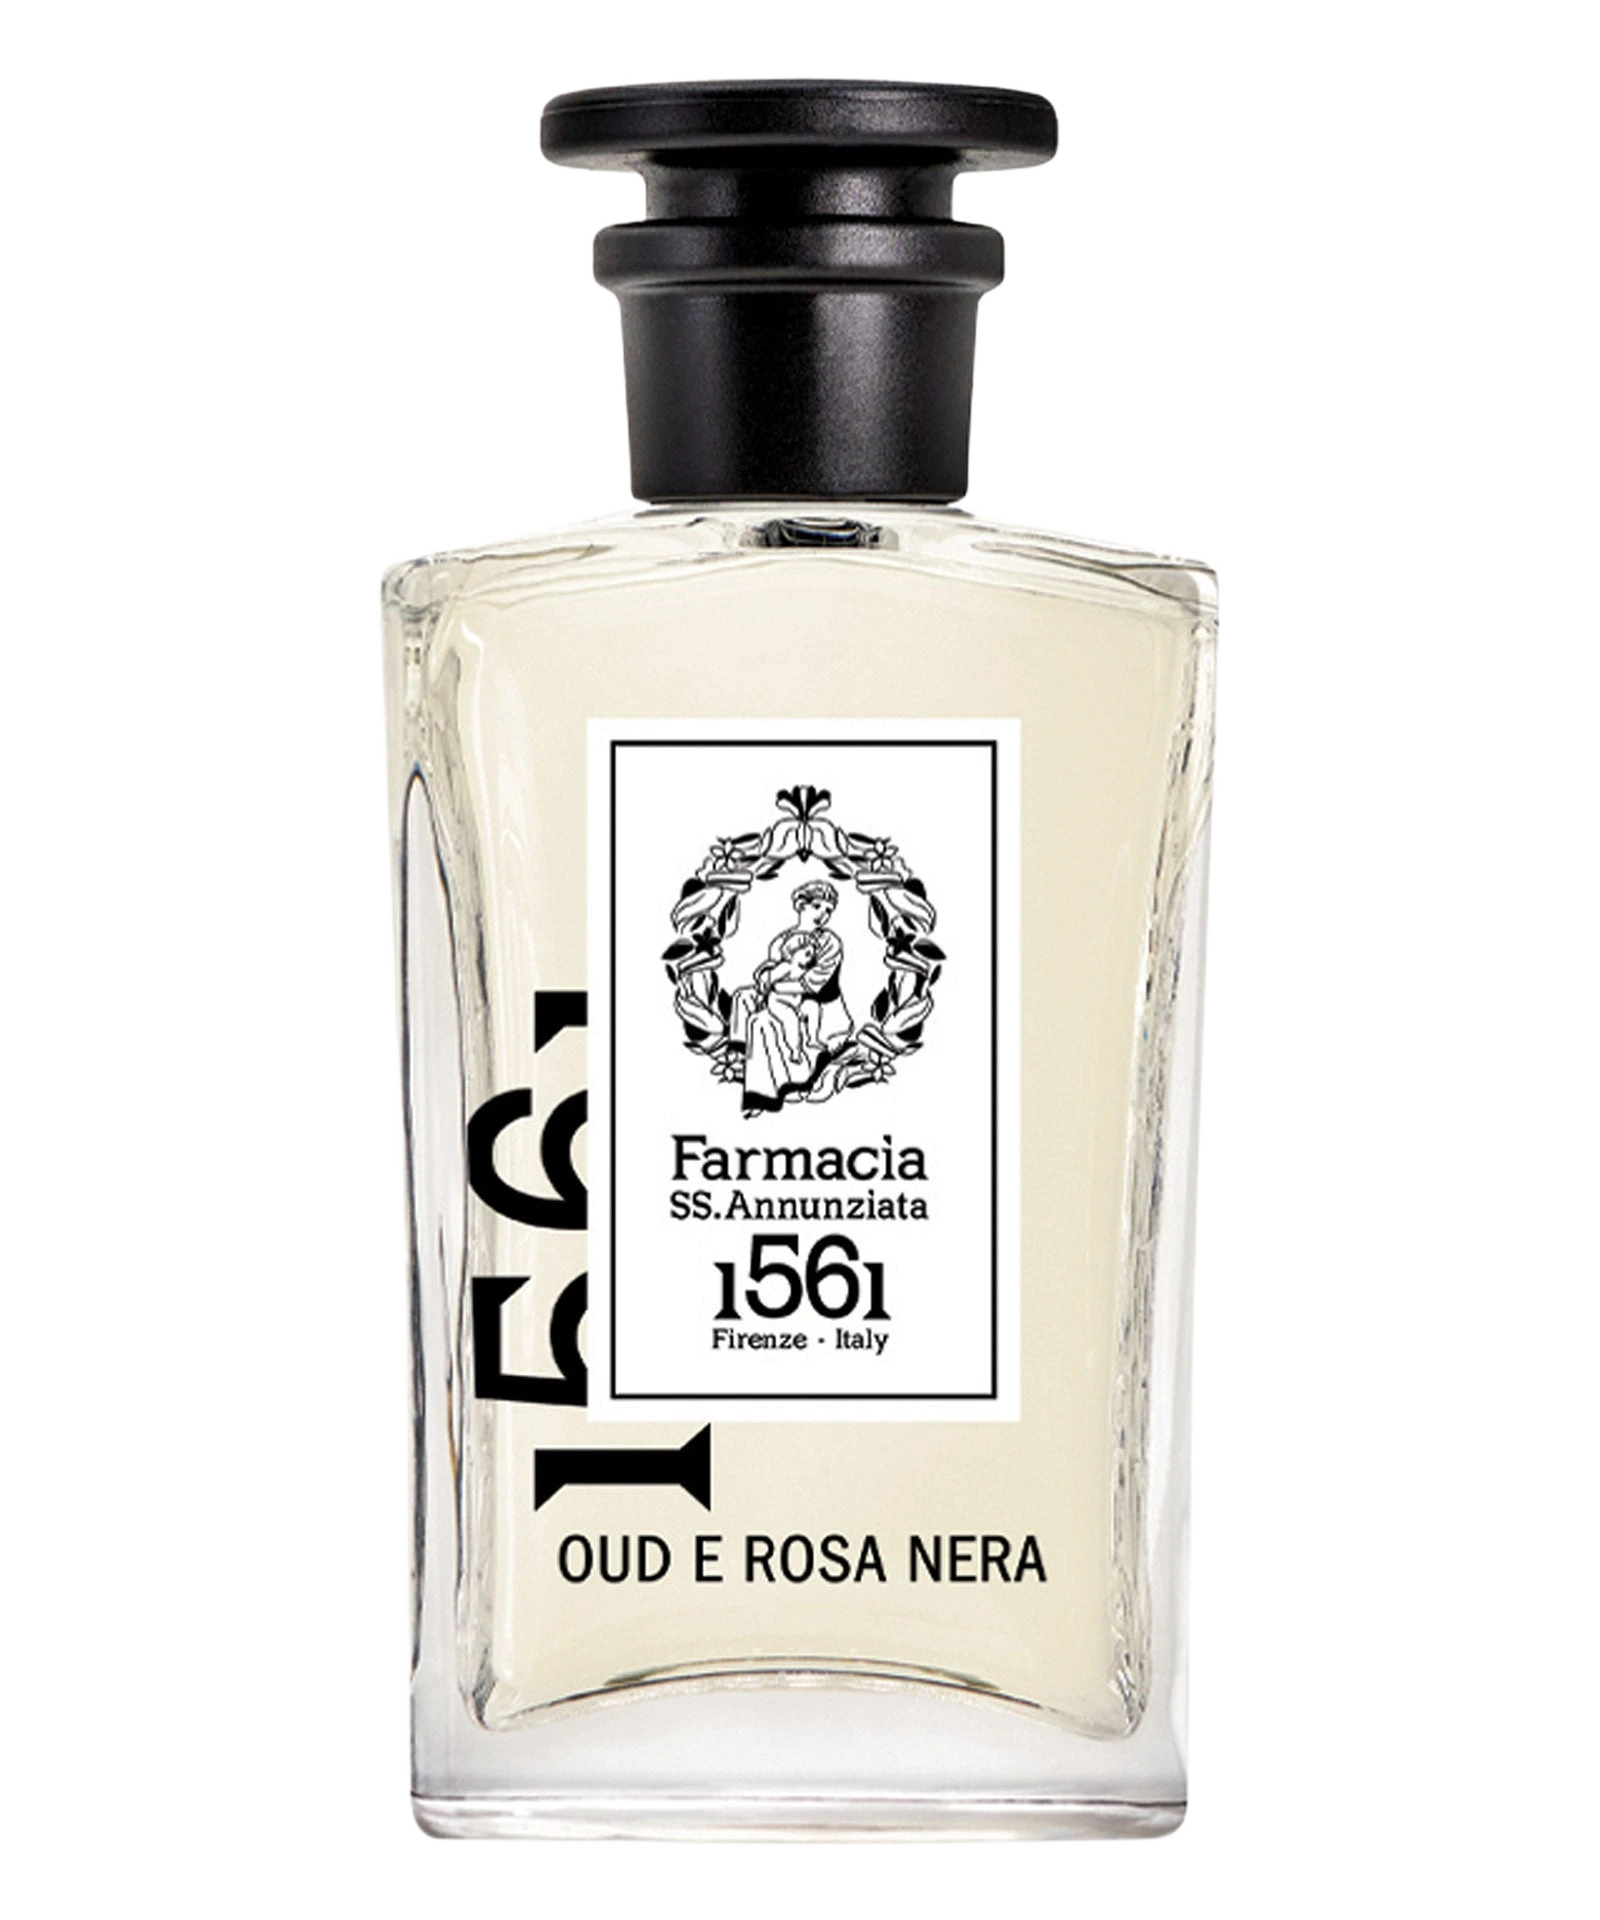 Farmacia
SS.Annunziata
1561
Firenze - Italy
1561
OUD E ROSA NERA